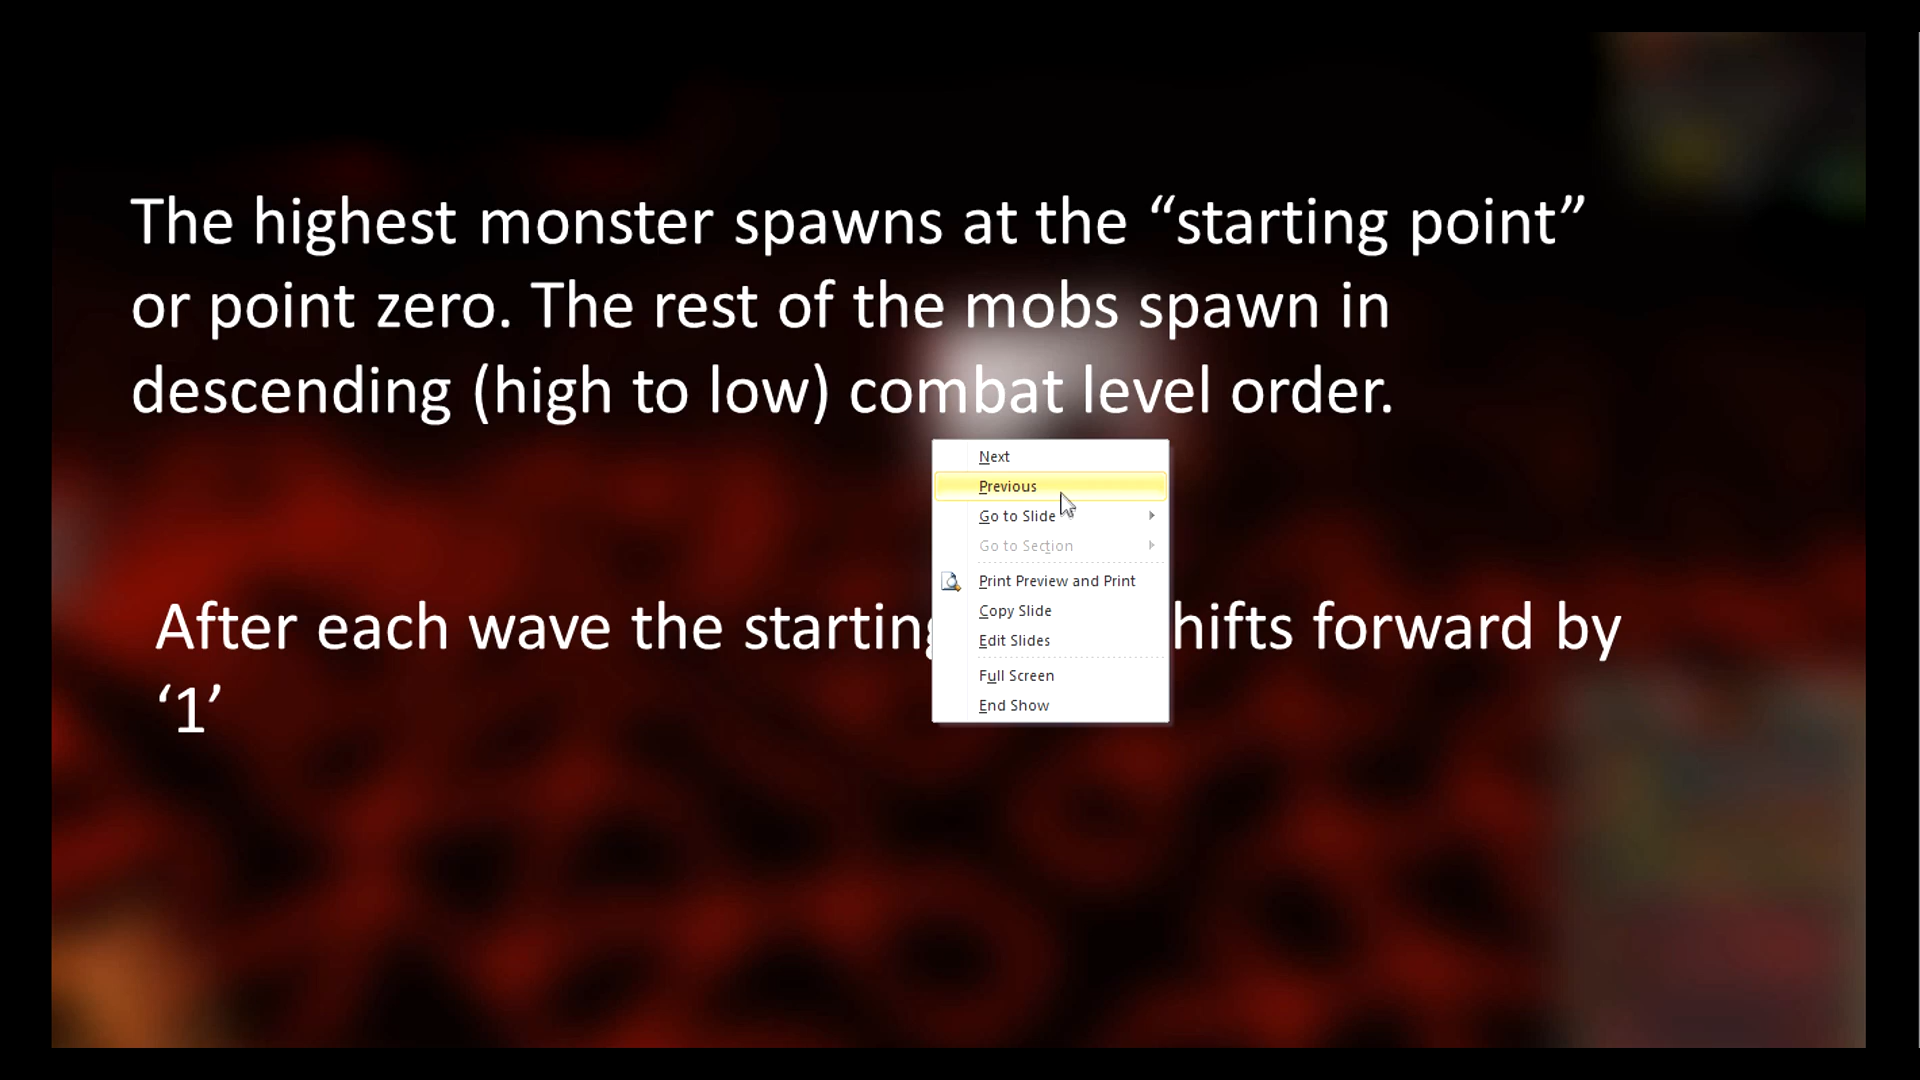 The highest monster spawns at the “starting point”
or point zero. The rest of the mobs spawn in
descending (high to low) combat level order.
Next
Previous
Go to Slide
Go to Section
Print Preview and Print
Copy Slide
Edit Slides
Full Screen
End Show
After each wave the starting hifts forward by
‘1’